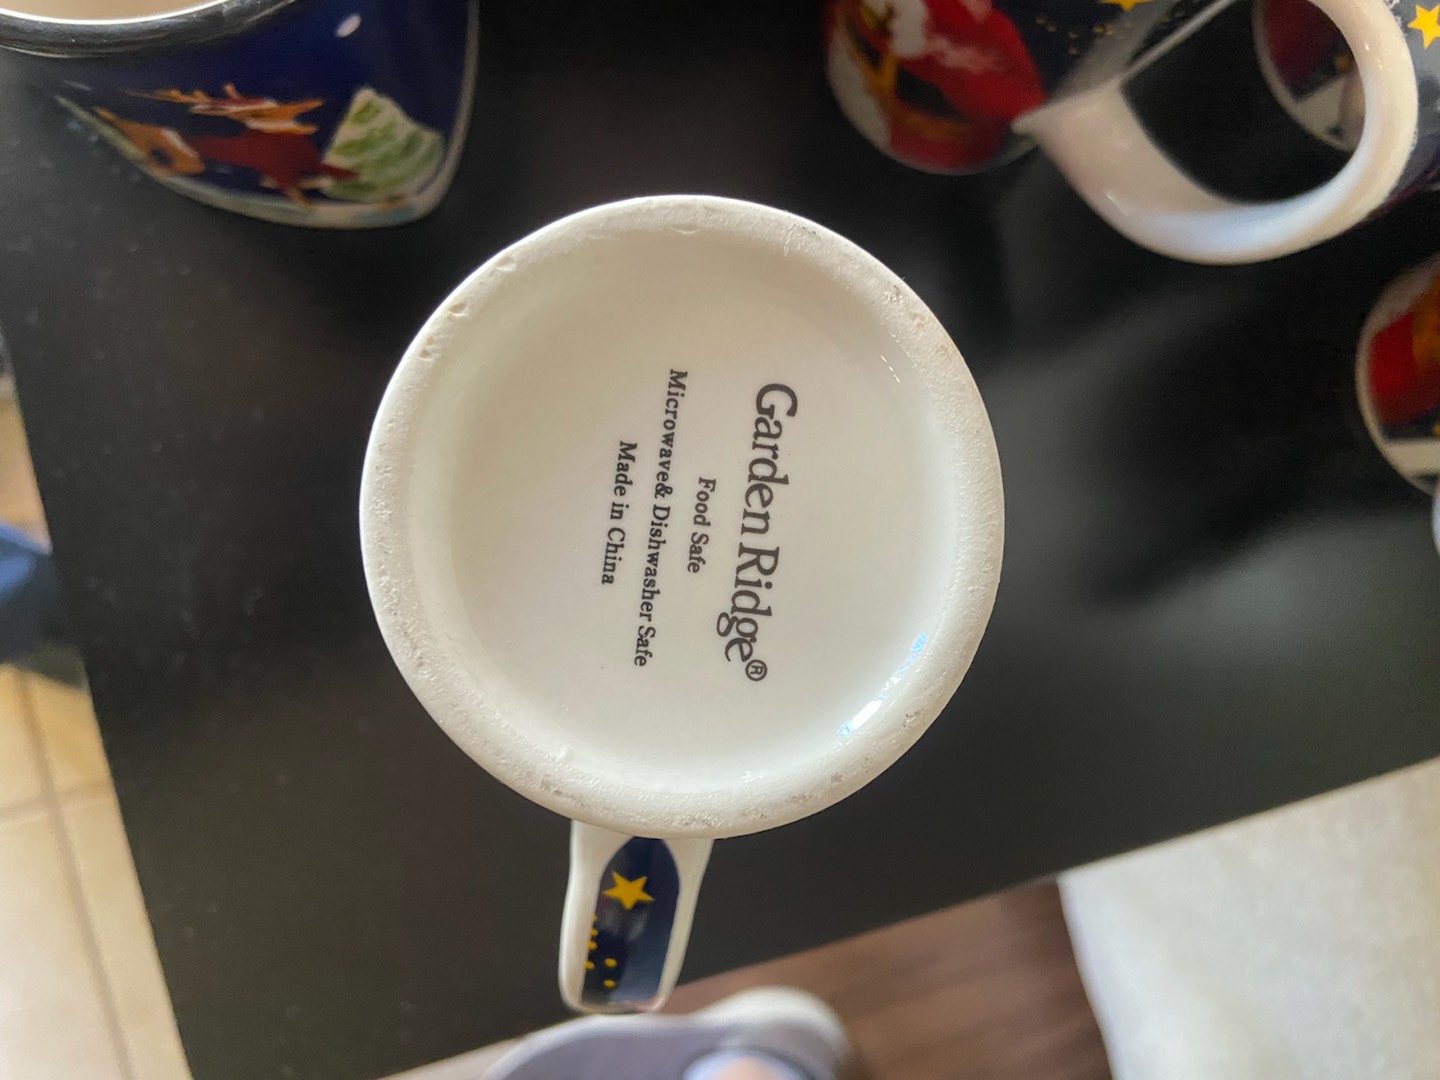 Garden Ridge®
Food Safe
Microwave& Dishwasher Safe
Made in China